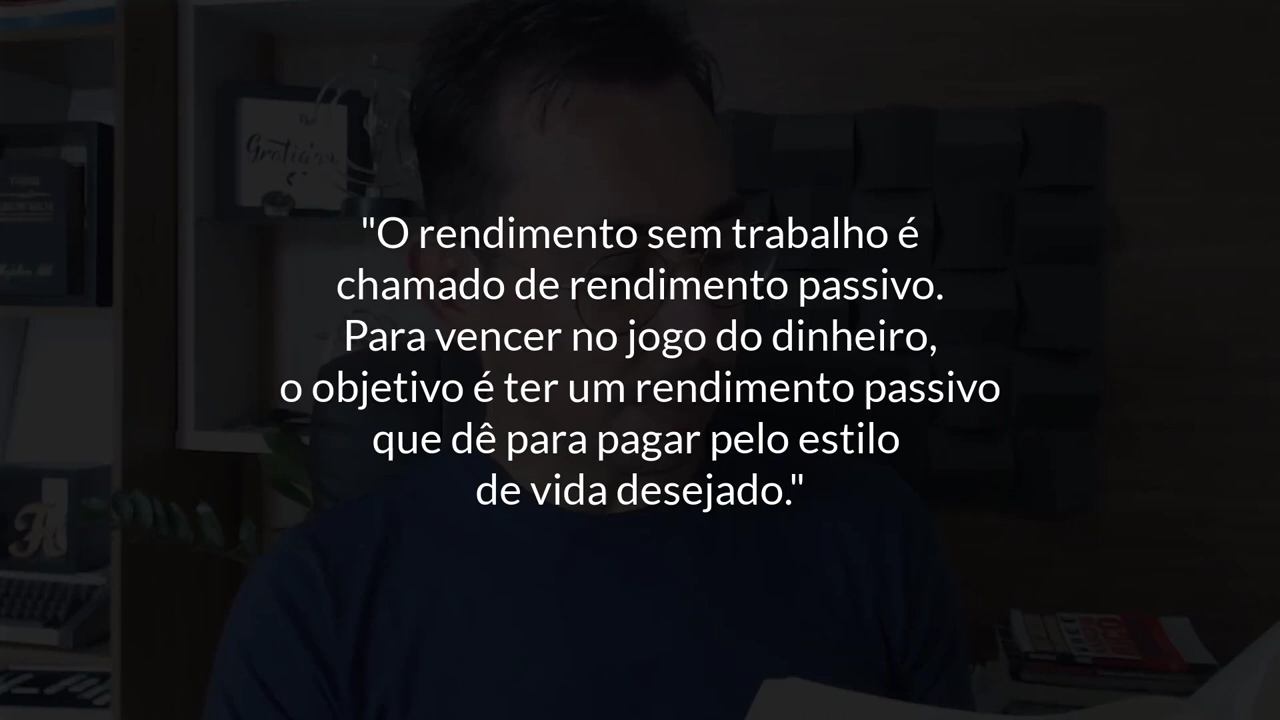 "O rendimento sem trabalho é
chamado de rendimento passivo.
Para vencer no jogo do dinheiro,
o objetivo é ter um rendimento passivo
que dê para pagar pelo estilo
de vida desejado."